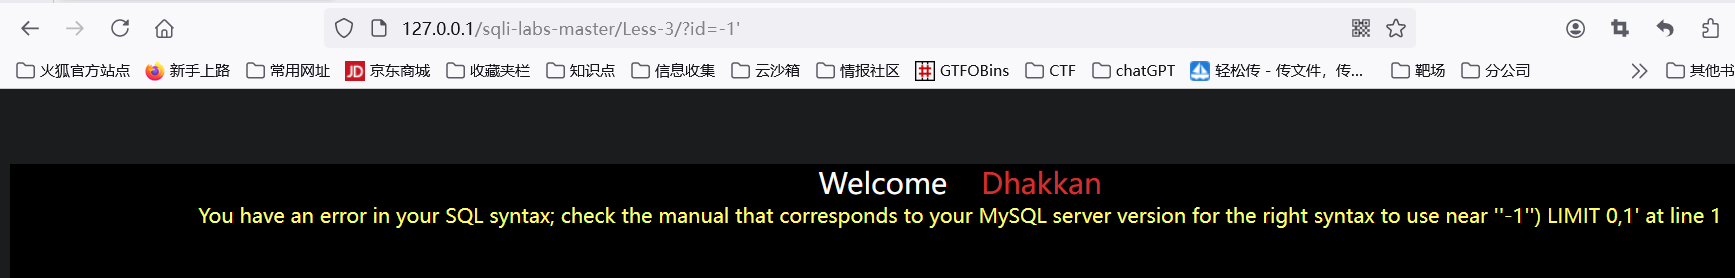 127.0.0.1/sqli-labs-master/Less-3/?id=-1'
火狐官方站点 新手上路 常用网址 JD 京东商城 收藏夹栏 知识点 信息收集 云沙箱 情报社区 GTFOBins CTF chatGPT 轻松传 - 传文件，传... 靶场 分公司 其他书
Welcome Dhakkan
You have an error in your SQL syntax; check the manual that corresponds to your MySQL server version for the right syntax to use near ''-1'') LIMIT 0,1' at line 1